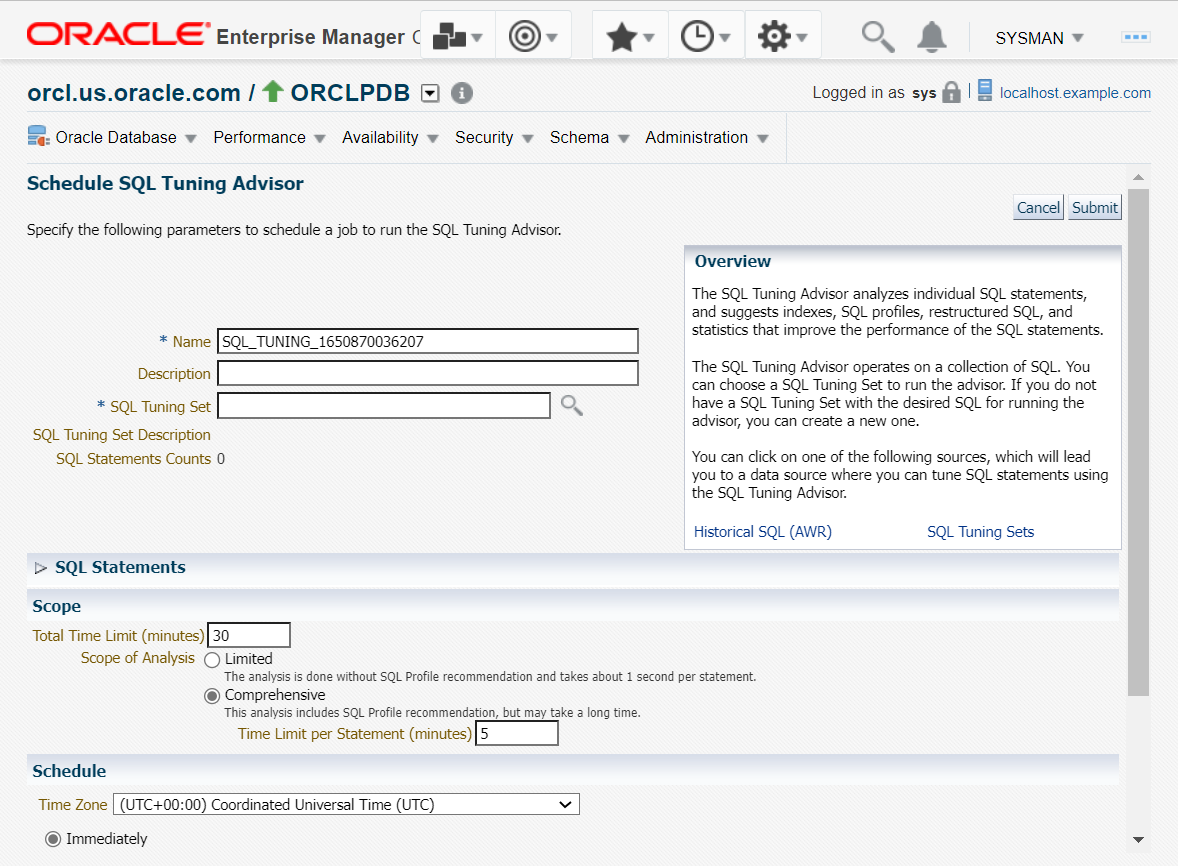 ORACLE® Enterprise Manager C
SYSMAN
orcl.us.oracle.com / ORCLPDB
Logged in as sys
localhost.example.com
Oracle Database Performance Availability Security Schema Administration
Schedule SQL Tuning Advisor
Cancel Submit
Specify the following parameters to schedule a job to run the SQL Tuning Advisor.
Overview
The SQL Tuning Advisor analyzes individual SQL statements,
and suggests indexes, SQL profiles, restructured SQL, and
statistics that improve the performance of the SQL statements.
The SQL Tuning Advisor operates on a collection of SQL. You
can choose a SQL Tuning Set to run the advisor. If you do not
have a SQL Tuning Set with the desired SQL for running the
advisor, you can create a new one.
You can click on one of the following sources, which will lead
you to a data source where you can tune SQL statements using
the SQL Tuning Advisor.
Historical SQL (AWR) SQL Tuning Sets
* Name SQL_TUNING_1650870036207
Description
* SQL Tuning Set
SQL Tuning Set Description
SQL Statements Counts 0
SQL Statements
Scope
Total Time Limit (minutes) 30
Scope of Analysis Limited
The analysis is done without SQL Profile recommendation and takes about 1 second per statement.
Comprehensive
This analysis includes SQL Profile recommendation, but may take a long time.
Time Limit per Statement (minutes) 5
Schedule
Time Zone (UTC+00:00) Coordinated Universal Time (UTC)
Immediately